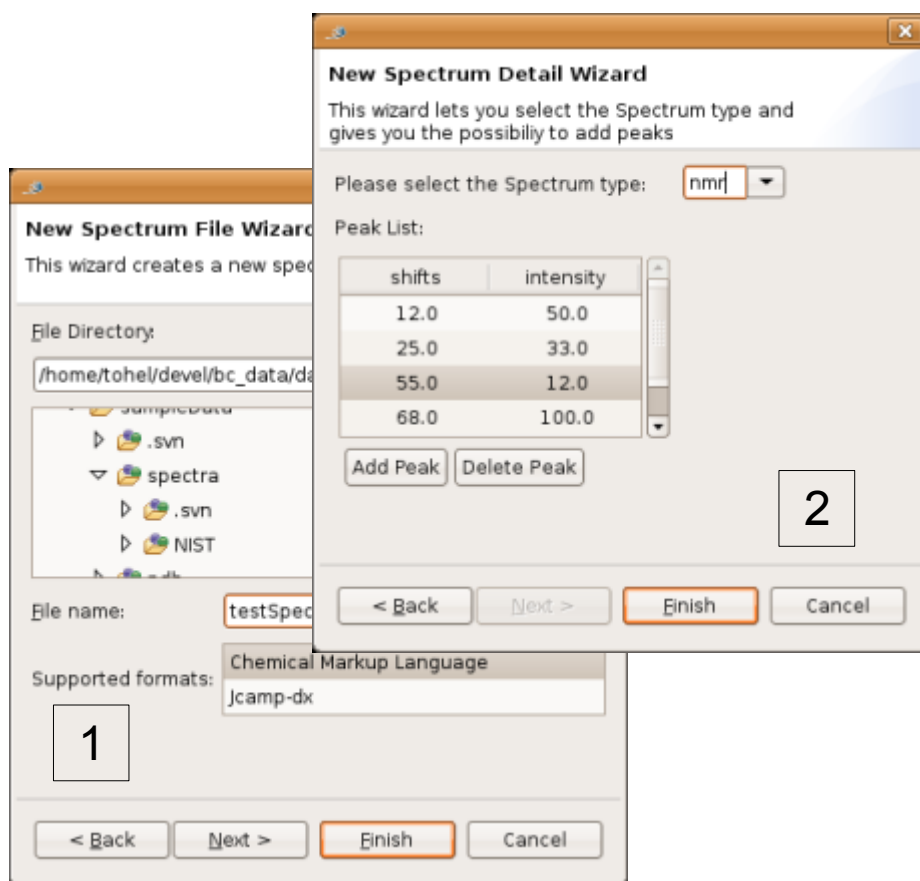 New Spectrum Detail Wizard
This wizard lets you select the Spectrum type and
gives you the possibiliy to add peaks
Please select the Spectrum type: nmr
Peak List:
shifts intensity
12.0 50.0
25.0 33.0
55.0 12.0
68.0 100.0
Add Peak Delete Peak
2
< Back Next > Finish Cancel
New Spectrum File Wizard
This wizard creates a new
File Directory:
/home/tohel/devel/bc_data/
sampleData
.svn
spectra
.svn
NIST
File name:
Supported formats: Chemical Markup Language
Jcamp-dx
1
< Back Next > Finish Cancel